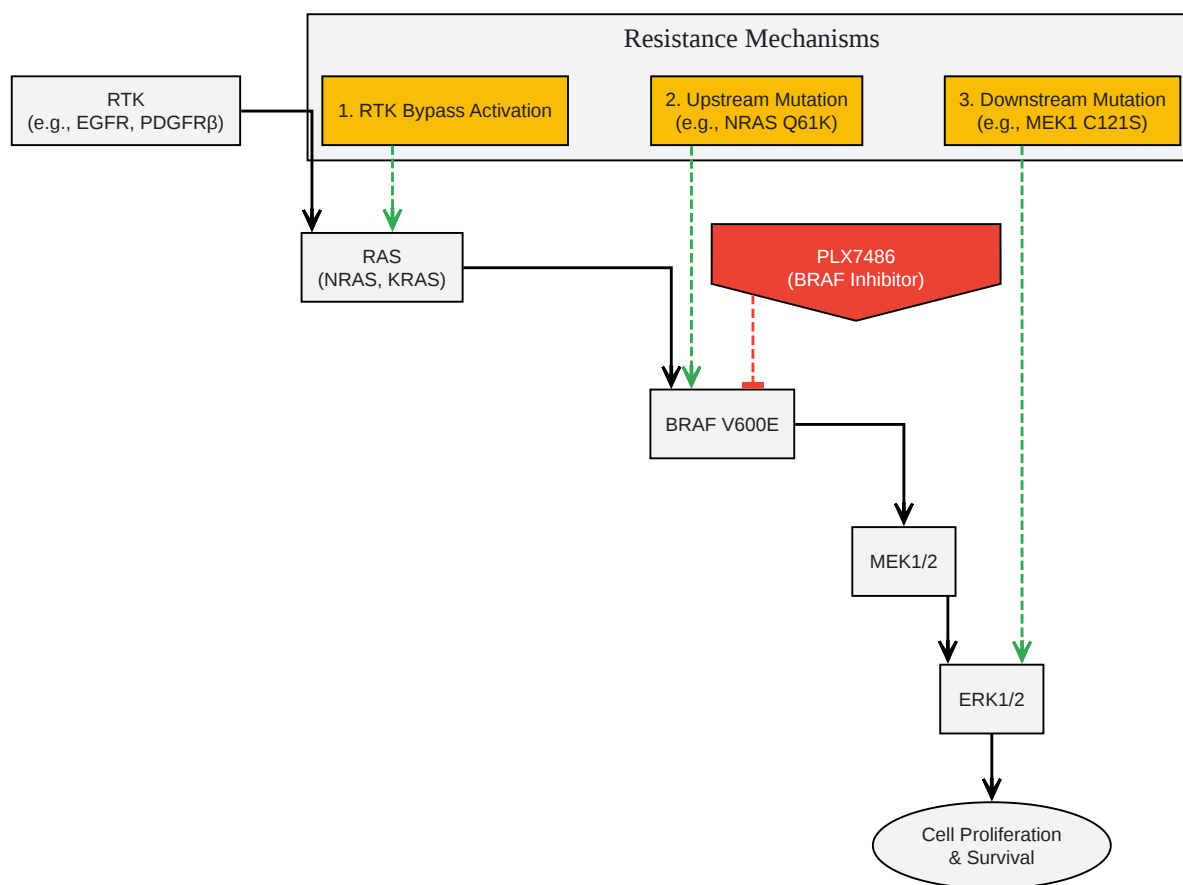 Resistance Mechanisms
RTK
(e.g., EGFR, PDGFRβ)
1. RTK Bypass Activation
2. Upstream Mutation
(e.g., NRAS Q61K)
3. Downstream Mutation
(e.g., MEK1 C121S)
RAS
(NRAS, KRAS)
PLX7486
(BRAF Inhibitor)
BRAF V600E
MEK1/2
ERK1/2
Cell Proliferation
& Survival